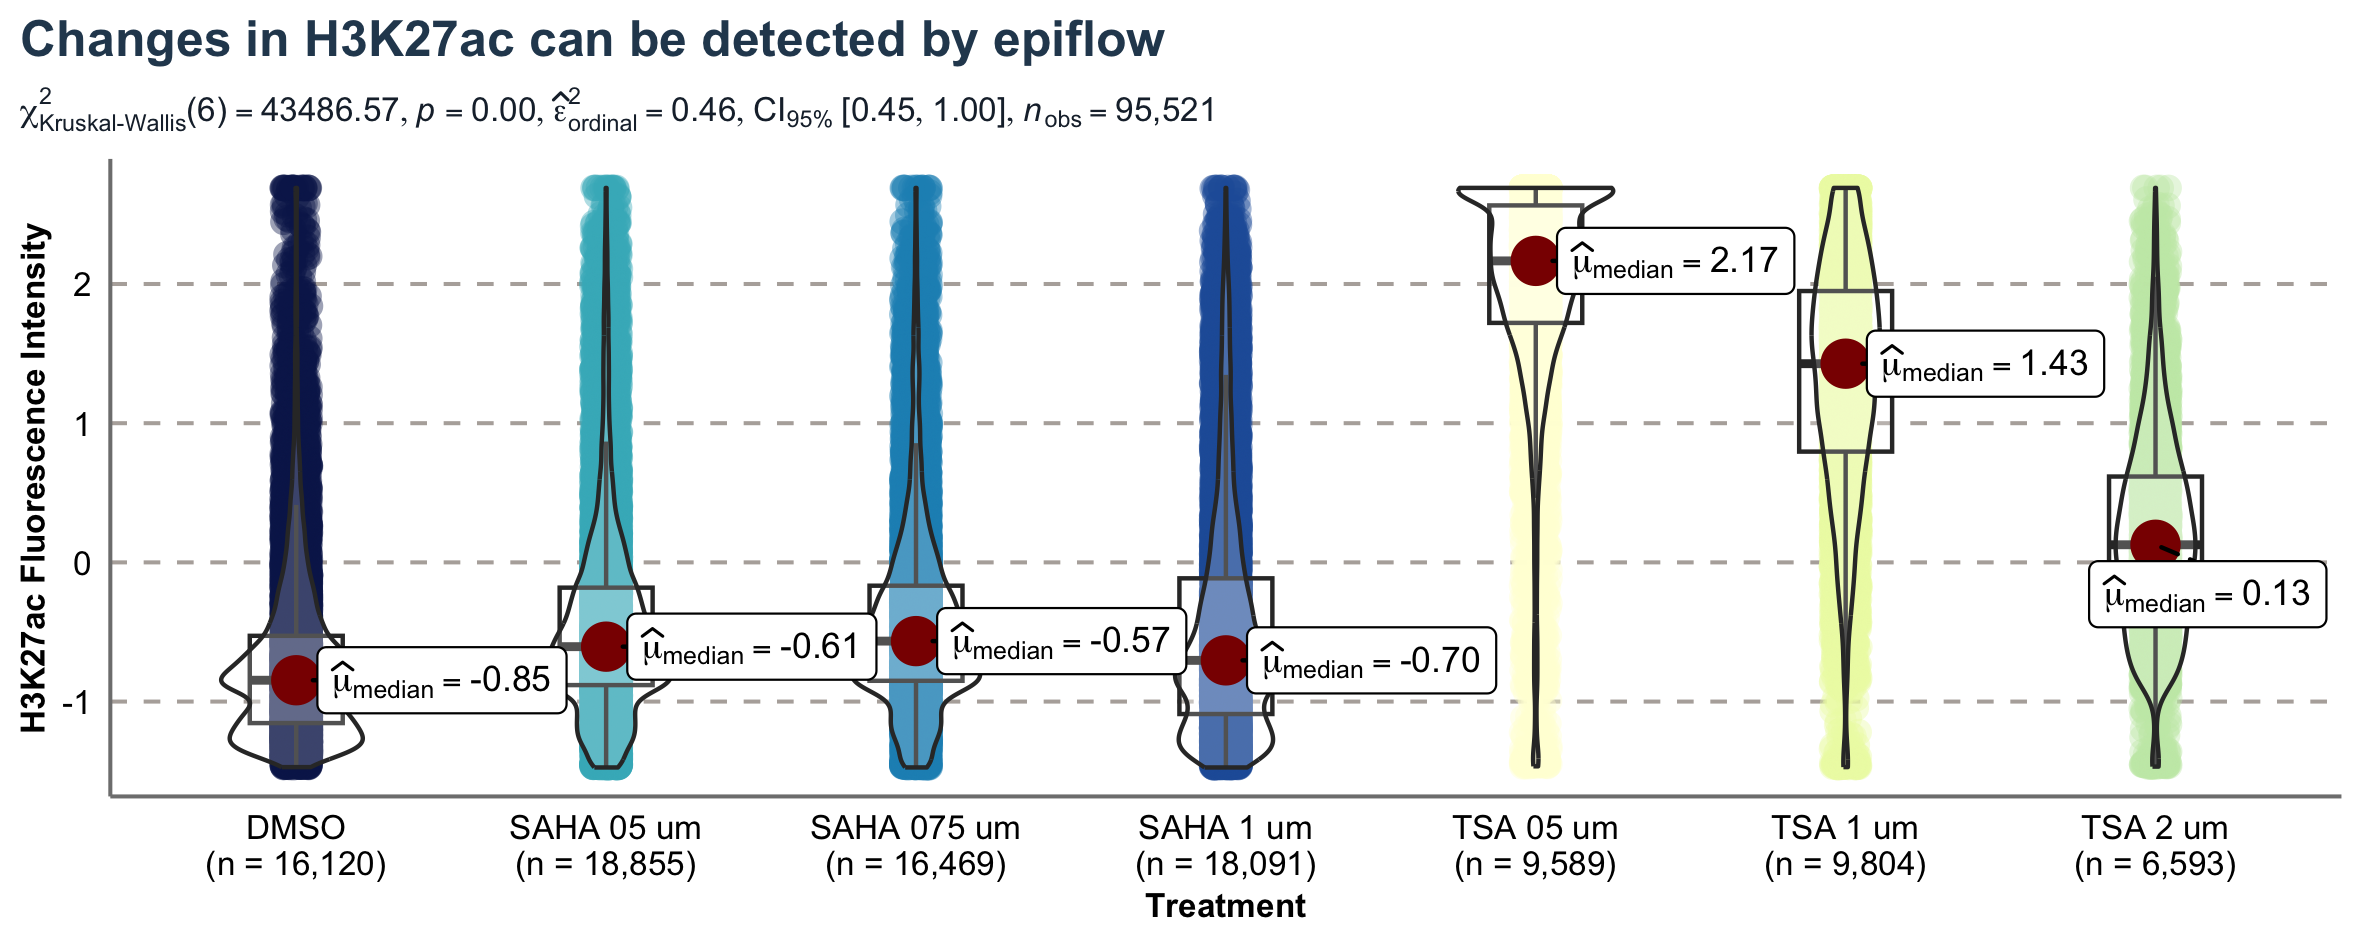 Changes in H3K27ac can be detected by epiflow
χ²Kruskal-Wallis(6) = 43486.57, p = 0.00, ε̂²ordinal = 0.46, CI95% [0.45, 1.00], nobs = 95,521
H3K27ac Fluorescence Intensity
2
1
0
-1
μ̂median = -0.85
μ̂median = -0.61
μ̂median = -0.57
μ̂median = -0.70
μ̂median = 2.17
μ̂median = 1.43
μ̂median = 0.13
DMSO
(n = 16,120)
SAHA 05 um
(n = 18,855)
SAHA 075 um
(n = 16,469)
SAHA 1 um
(n = 18,091)
TSA 05 um
(n = 9,589)
TSA 1 um
(n = 9,804)
TSA 2 um
(n = 6,593)
Treatment